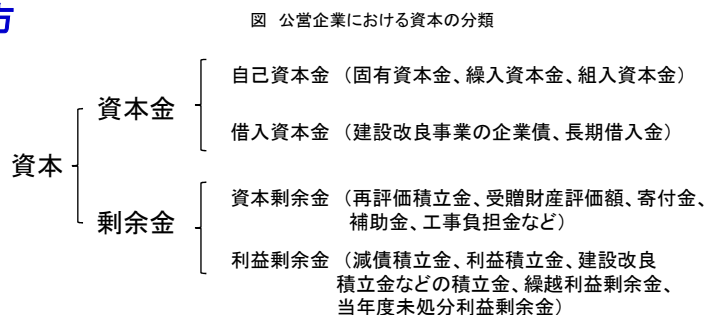 方
図 公営企業における資本の分類
自己資本金 （固有資本金、繰入資本金、組入資本金）
資本金
借入資本金 （建設改良事業の企業債、長期借入金）
資本
資本剰余金 （再評価積立金、受贈財産評価額、寄付金、
補助金、工事負担金など）
剰余金
利益剰余金 （減債積立金、利益積立金、建設改良
積立金などの積立金、繰越利益剰余金、
当年度未処分利益剰余金）